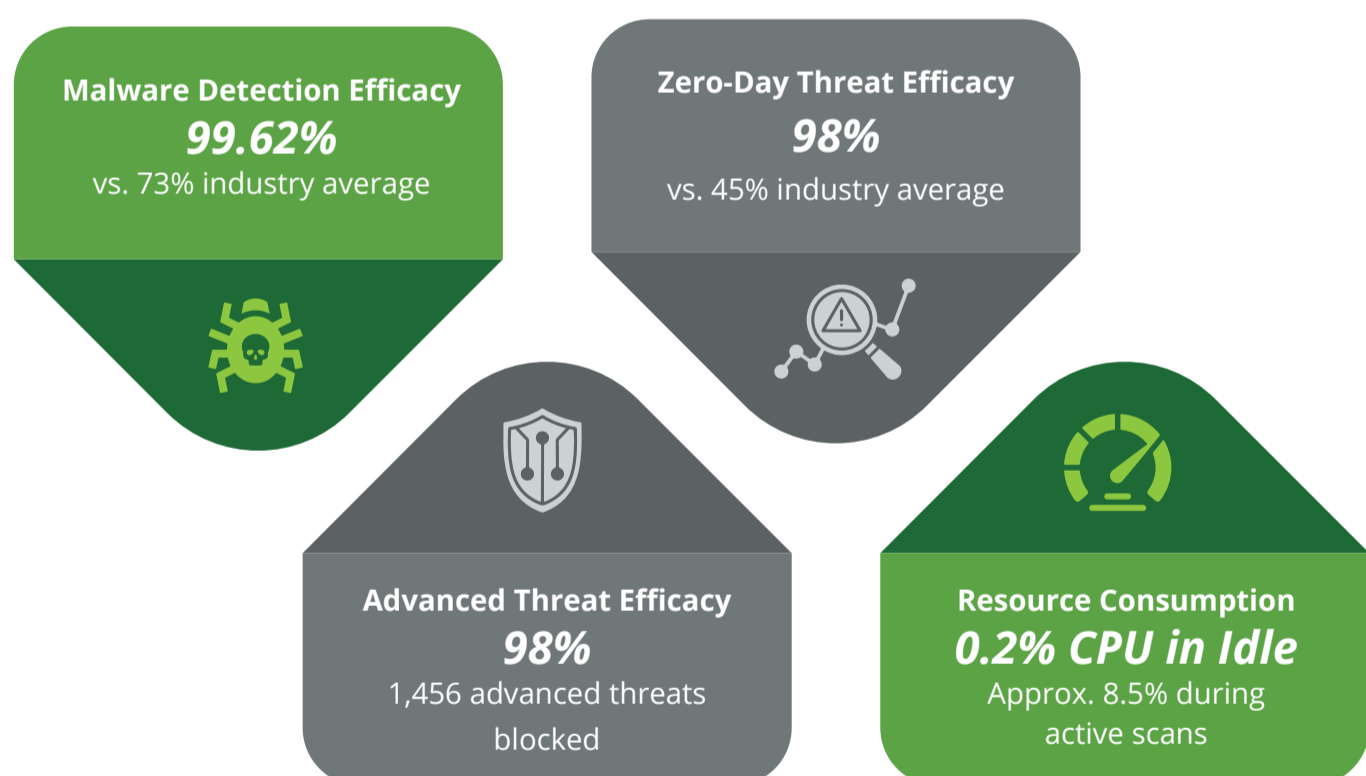 Malware Detection Efficacy
99.62%
vs. 73% industry average
Zero-Day Threat Efficacy
98%
vs. 45% industry average
Advanced Threat Efficacy
98%
1,456 advanced threats
blocked
Resource Consumption
0.2% CPU in Idle
Approx. 8.5% during
active scans